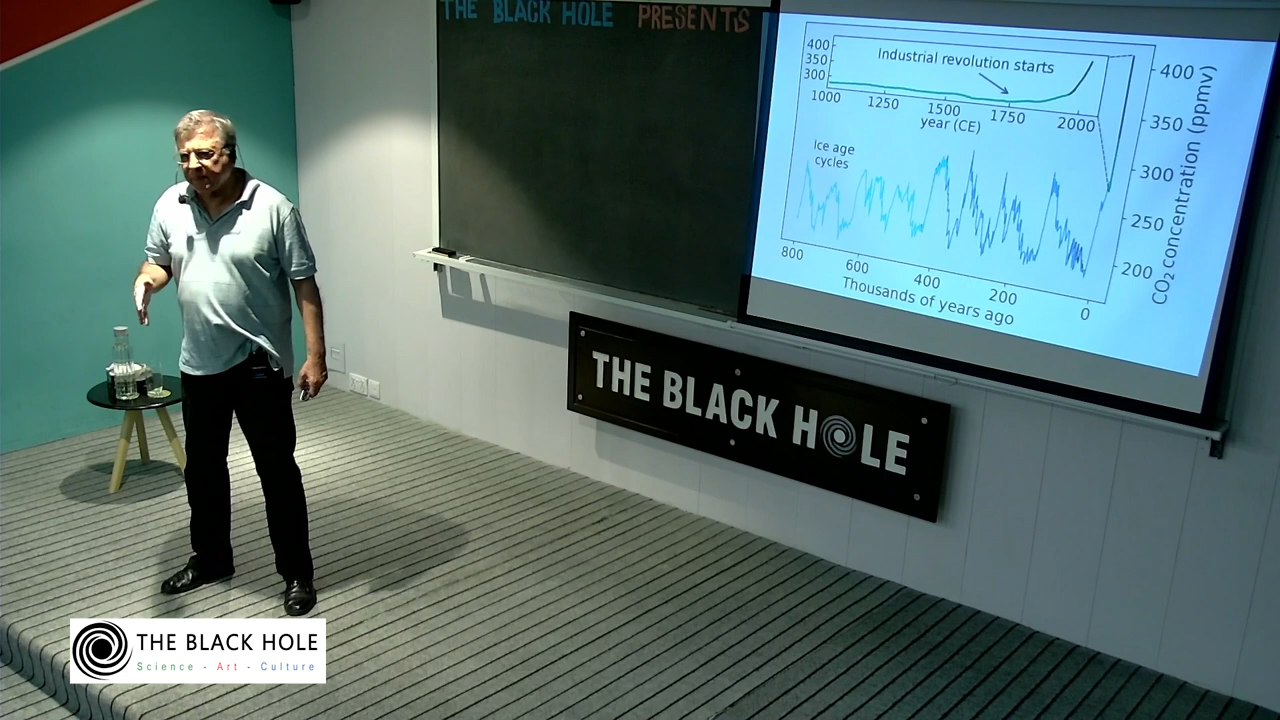 THE BLACK HOLE PRESENTS
400
350
300
Industrial revolution starts
1000 1250 1500 1750 2000
year (CE)
Ice age
cycles
400
350
300
250
200
CO₂ concentration (ppmv)
800 600 400 200 0
Thousands of years ago
THE BLACK HOLE
THE BLACK HOLE
Science - Art - Culture